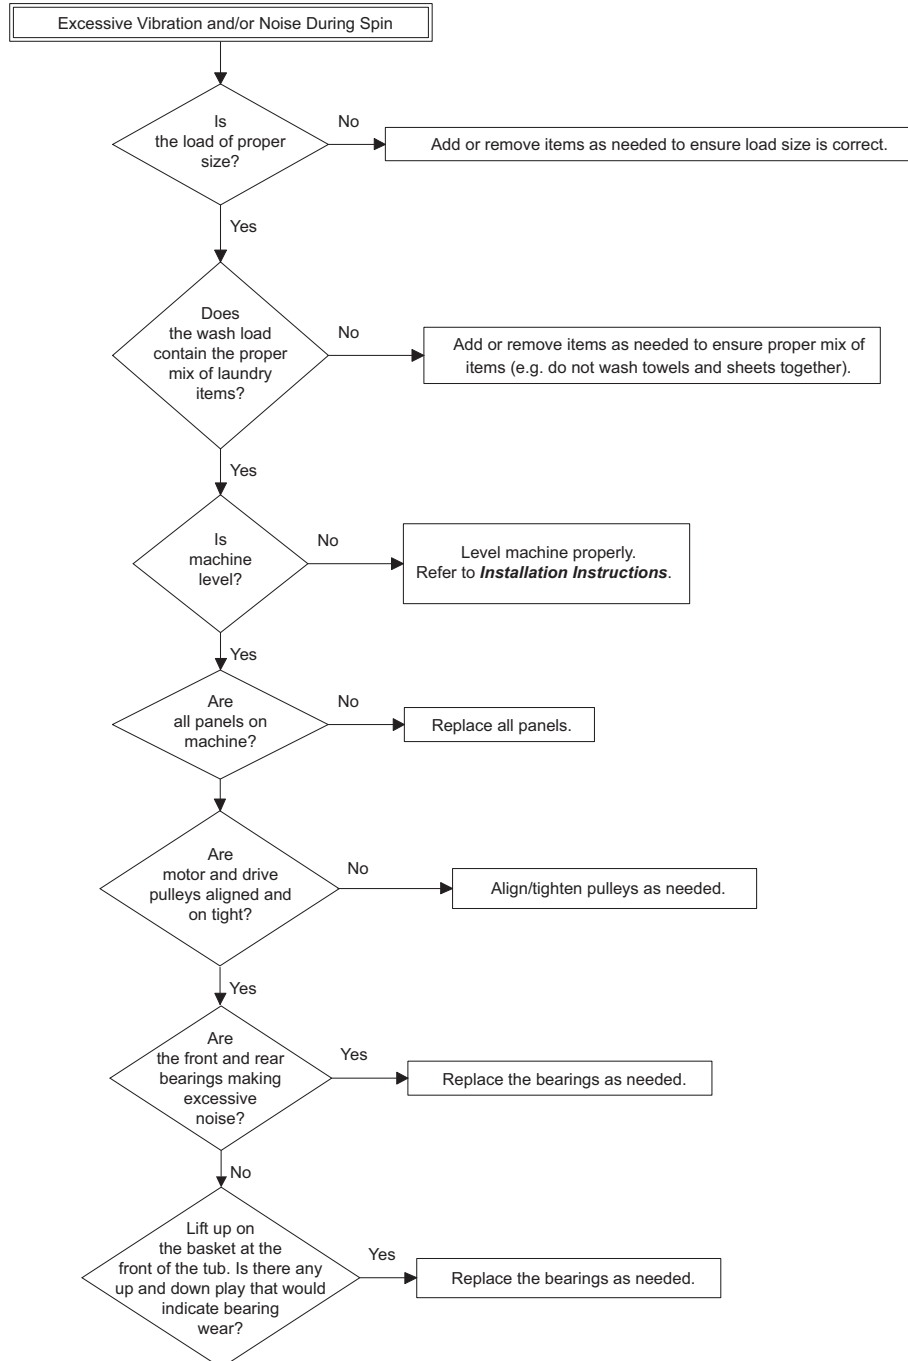 Excessive Vibration and/or Noise During Spin
Is
the load of proper
size?
No
Add or remove items as needed to ensure load size is correct.
Yes
Does
the wash load
contain the proper
mix of laundry
items?
No
Add or remove items as needed to ensure proper mix of
items (e.g. do not wash towels and sheets together).
Yes
Is
machine
level?
No
Level machine properly.
Refer to Installation Instructions.
Yes
Are
all panels on
machine?
No
Replace all panels.
Are
motor and drive
pulleys aligned and
on tight?
No
Align/tighten pulleys as needed.
Yes
Are
the front and rear
bearings making
excessive
noise?
Yes
Replace the bearings as needed.
No
Lift up on
the basket at the
front of the tub. Is there any
up and down play that would
indicate bearing
wear?
Yes
Replace the bearings as needed.